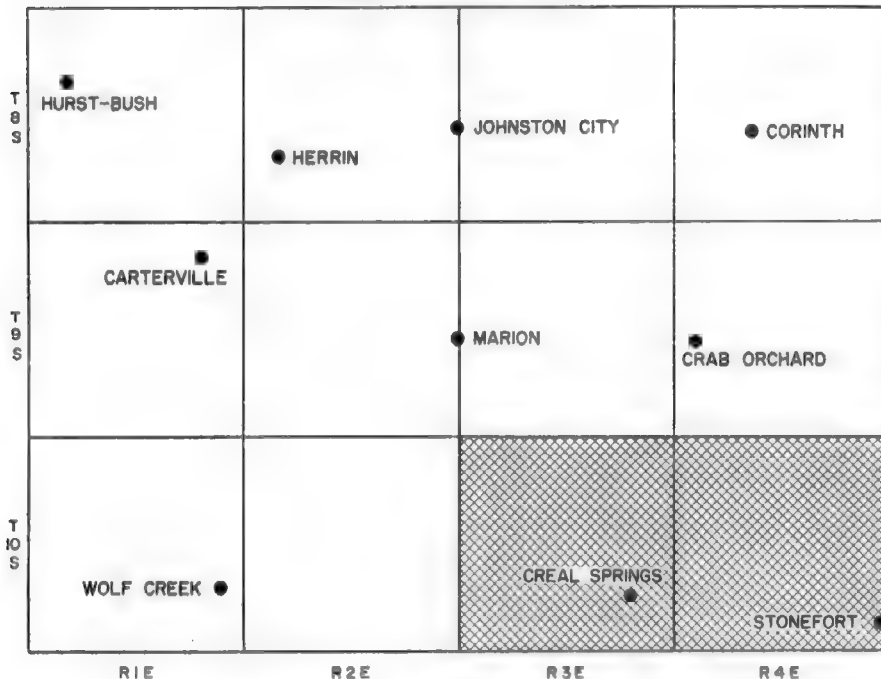 T
8
S
HURST-BUSH
HERRIN
JOHNSTON CITY
CORINTH
T
9
S
CARTERVILLE
MARION
CRAB ORCHARD
T
10
S
WOLF CREEK
CREAL SPRINGS
STONEFORT
R1E
R2E
R3E
R4E